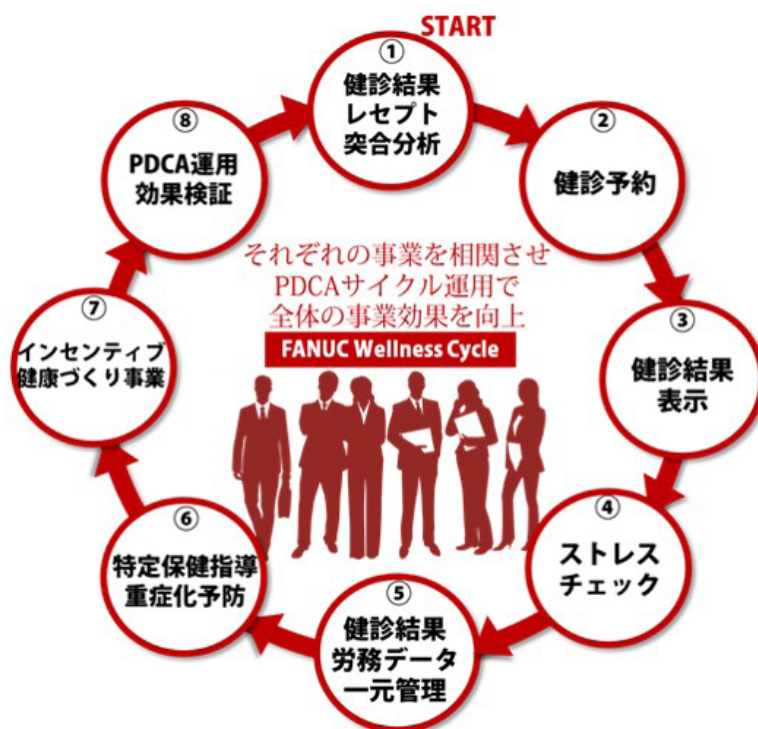 START
①
健診結果
レセプト
突合分析
②
健診予約
③
健診結果
表示
④
ストレス
チェック
⑤
健診結果
労務データ
一元管理
⑥
特定保健指導
重症化予防
⑦
インセンティブ
健康づくり事業
⑧
PDCA運用
効果検証
それぞれの事業を相関させ
PDCAサイクル運用で
全体の事業効果を向上
FANUC Wellness Cycle